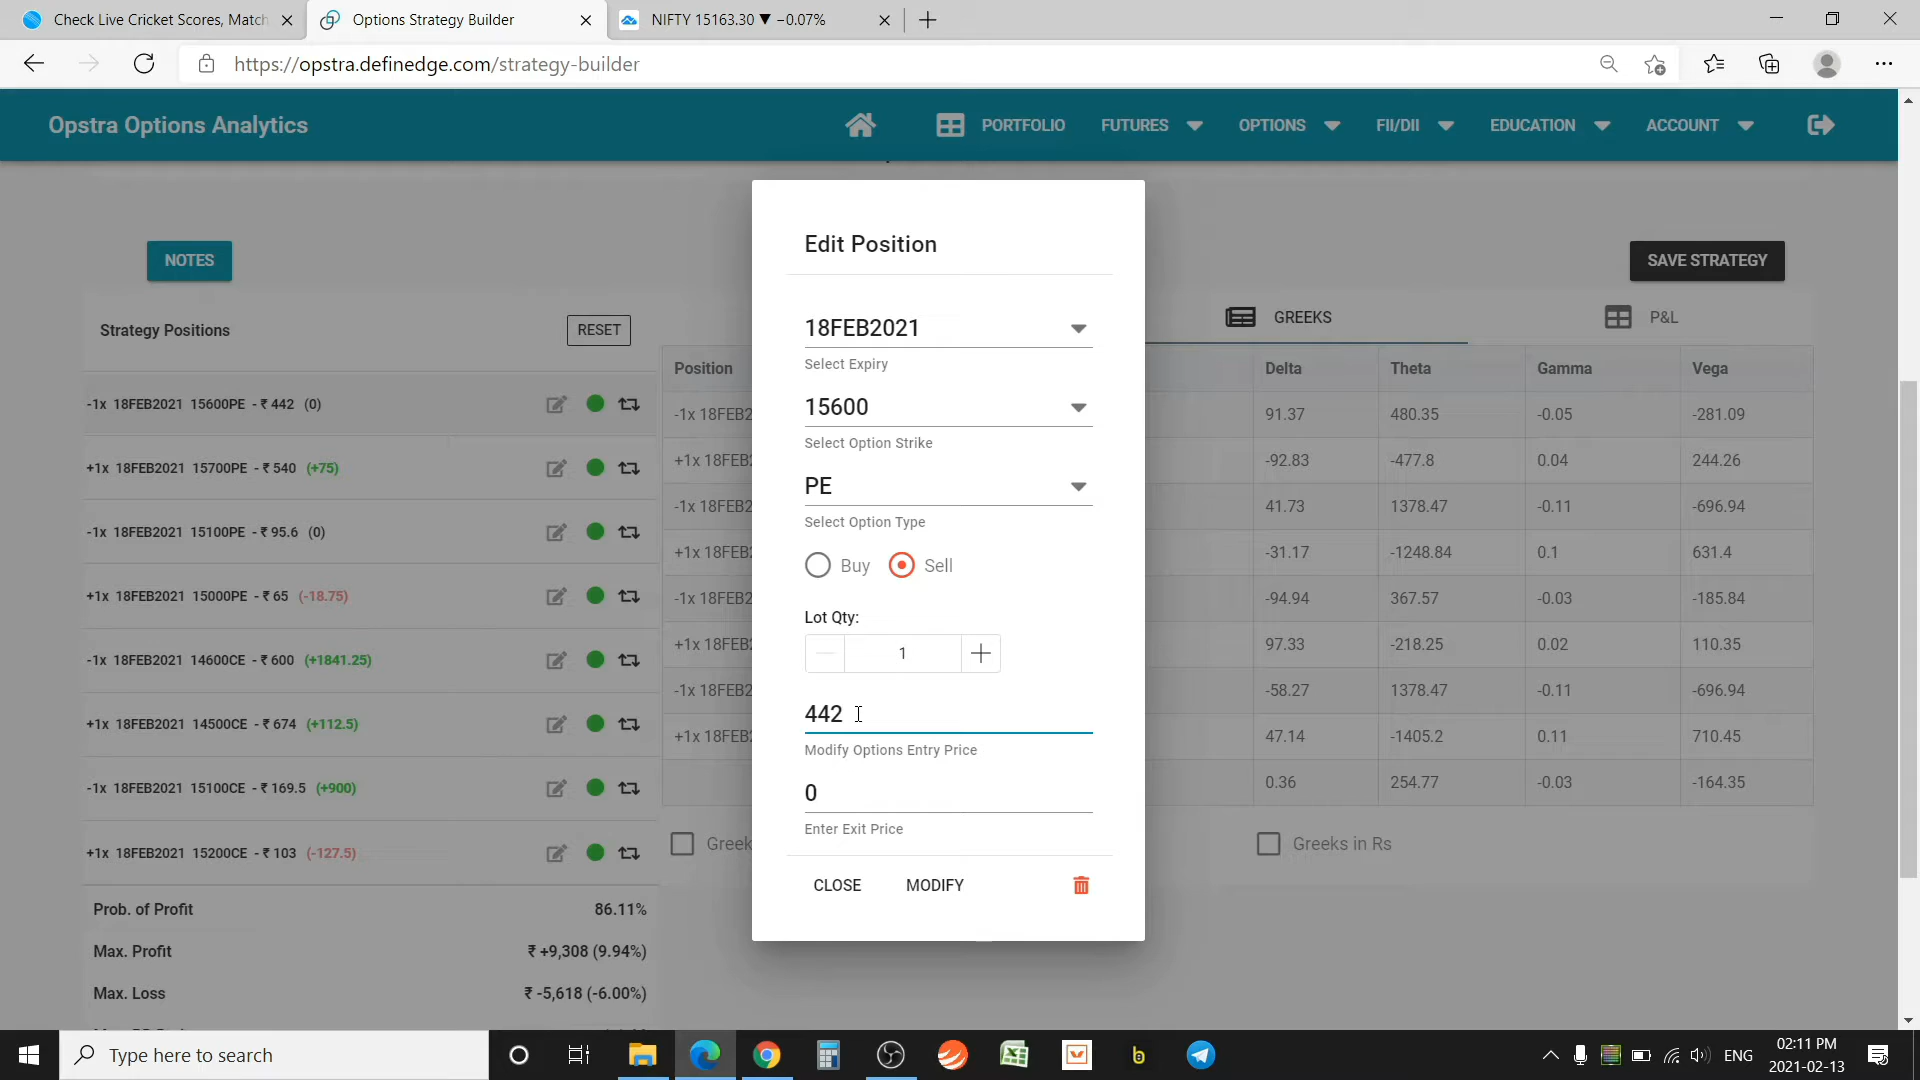 Check Live Cricket Scores, Match
Options Strategy Builder
NIFTY 15163.30 ▼ −0.07%
https://opstra.definedge.com/strategy-builder
Opstra Options Analytics
PORTFOLIO
FUTURES
OPTIONS
FII/DII
EDUCATION
ACCOUNT
NOTES
SAVE STRATEGY
Strategy Positions
RESET
-1x 18FEB2021 15600PE - ₹ 442 (0)
+1x 18FEB2021 15700PE - ₹ 540 (+75)
-1x 18FEB2021 15100PE - ₹ 95.6 (0)
+1x 18FEB2021 15000PE - ₹ 65 (-18.75)
-1x 18FEB2021 14600CE - ₹ 600 (+1841.25)
+1x 18FEB2021 14500CE - ₹ 674 (+112.5)
-1x 18FEB2021 15100CE - ₹ 169.5 (+900)
+1x 18FEB2021 15200CE - ₹ 103 (-127.5)
Prob. of Profit 86.11%
Max. Profit ₹ +9,308 (9.94%)
Max. Loss ₹ -5,618 (-6.00%)
Edit Position
18FEB2021
Select Expiry
15600
Select Option Strike
PE
Select Option Type
Buy Sell
Lot Qty:
1
442
Modify Options Entry Price
0
Enter Exit Price
CLOSE MODIFY
GREEKS
P&L
Position Delta Theta Gamma Vega
-1x 18FEB2 91.37 480.35 -0.05 -281.09
+1x 18FEB2 -92.83 -477.8 0.04 244.26
-1x 18FEB2 41.73 1378.47 -0.11 -696.94
+1x 18FEB2 -31.17 -1248.84 0.1 631.4
-1x 18FEB2 -94.94 367.57 -0.03 -185.84
+1x 18FEB2 97.33 -218.25 0.02 110.35
-1x 18FEB2 -58.27 1378.47 -0.11 -696.94
+1x 18FEB2 47.14 -1405.2 0.11 710.45
0.36 254.77 -0.03 -164.35
Greek
Greeks in Rs
Type here to search
ENG
02:11 PM
2021-02-13